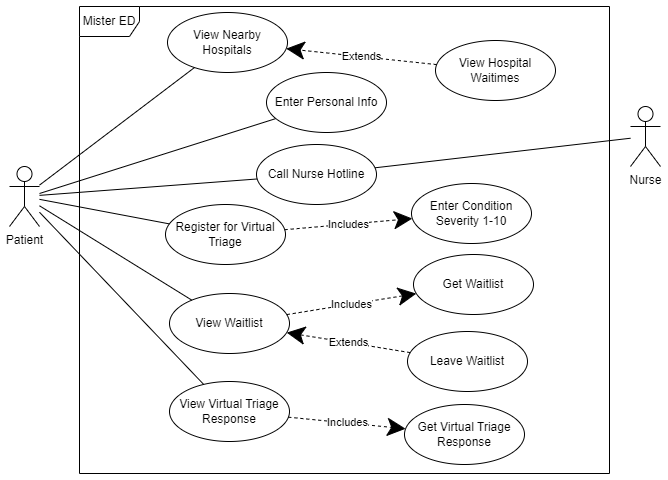 Mister ED
View Nearby
Hospitals
Extends
View Hospital
Waitimes
Enter Personal Info
Call Nurse Hotline
Nurse
Patient
Register for Virtual
Triage
Includes
Enter Condition
Severity 1-10
View Waitlist
Includes
Get Waitlist
Extends
Leave Waitlist
View Virtual Triage
Response
Includes
Get Virtual Triage
Response